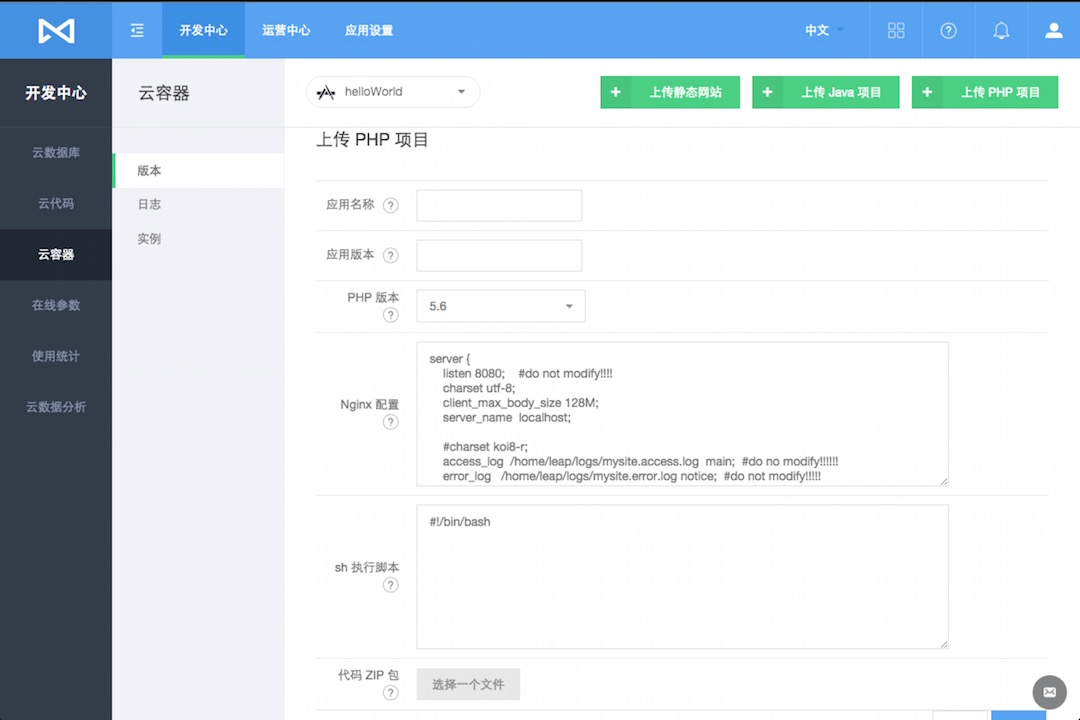 开发中心
运营中心
应用设置
中文
开发中心
云数据库
云代码
云容器
在线参数
使用统计
云数据分析
云容器
版本
日志
实例
helloWorld
+ 上传静态网站
+ 上传 Java 项目
+ 上传 PHP 项目
上传 PHP 项目
应用名称 ?
应用版本 ?
PHP 版本 ?
5.6
Nginx 配置 ?
server {
listen 8080; #do not modify!!!!
charset utf-8;
client_max_body_size 128M;
server_name localhost;
#charset koi8-r;
access_log /home/leap/logs/mysite.access.log main; #do no modify!!!!!!
error_log /home/leap/logs/mysite.error.log notice; #do not modify!!!!!
sh 执行脚本 ?
#!/bin/bash
代码 ZIP 包 ?
选择一个文件